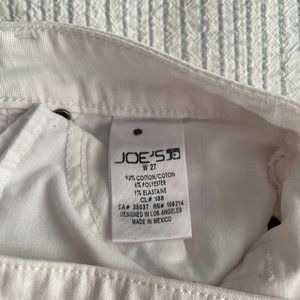 JOE'S
W 27
93% COTTON/COTON
6% POLYESTER
1% ELASTANE
CL# 138
CA# 35037 RN# 105214
DESIGNED IN LOS ANGELES
MADE IN MEXICO